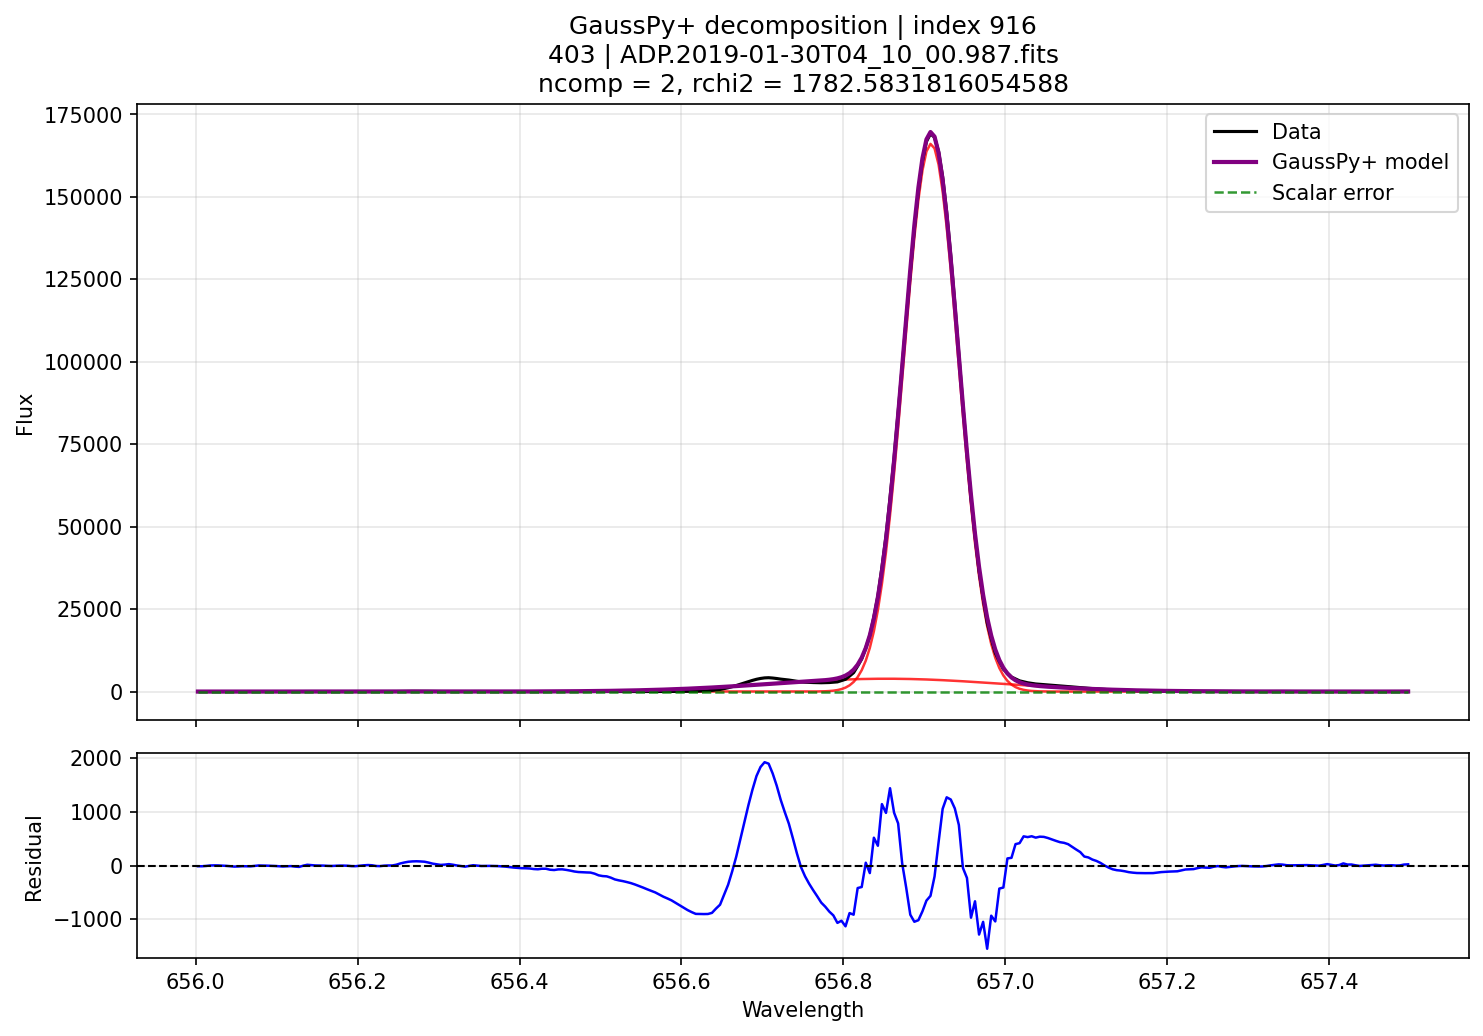 GaussPy+ decomposition | index 916
403 | ADP.2019-01-30T04_10_00.987.fits
ncomp = 2, rchi2 = 1782.5831816054588
175000
150000
125000
100000
75000
50000
25000
0
Flux
Data
GaussPy+ model
Scalar error
2000
1000
0
−1000
Residual
656.0
656.2
656.4
656.6
656.8
657.0
657.2
657.4
Wavelength